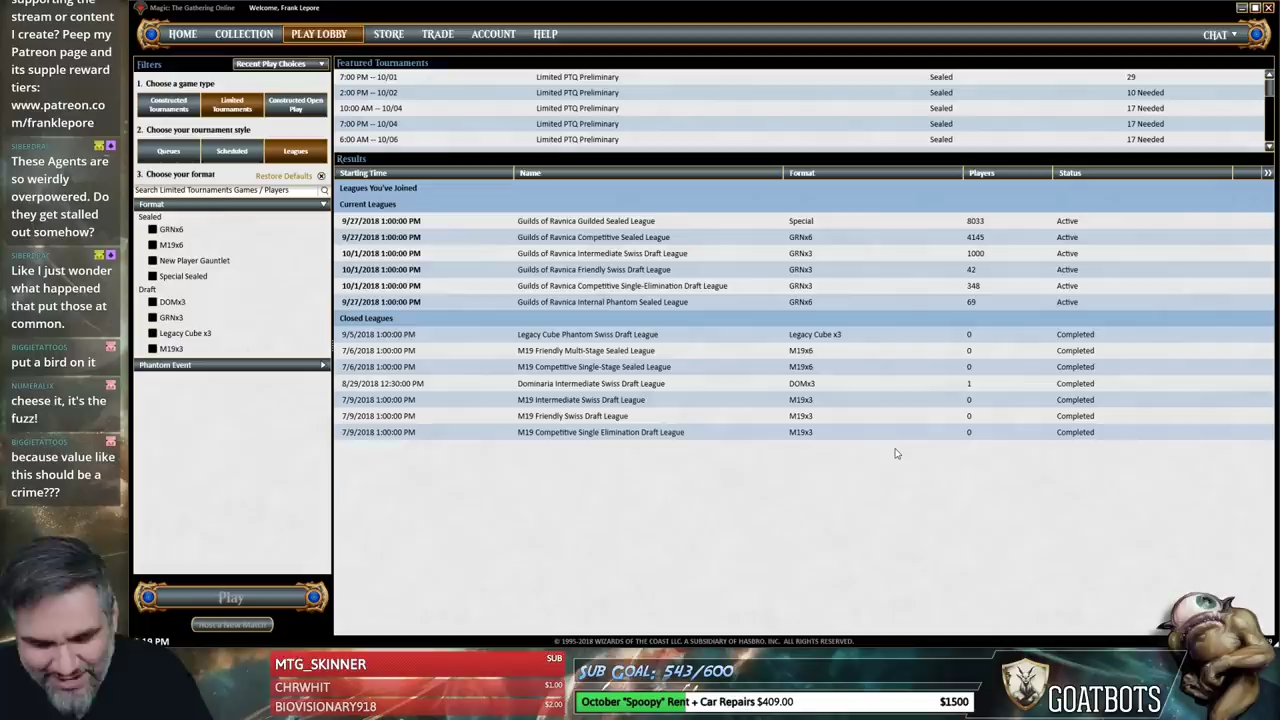 supporting the
stream or content
I create? Peep my
Patreon page and
its supple reward
tiers:
www.patreon.co
m/franklepore
SIBERDRAC
These Agents are
so weirdly
overpowered. Do
they get stalled
out somehow?
SIBERDRAC
Like I just wonder
what happened
that put those at
common.
BIGGIETATTOOS
put a bird on it
NUMERALIX
cheese it, it's the
fuzz!
BIGGIETATTOOS
because value like
this should be a
crime???
Magic: The Gathering Online Welcome, Frank Lepore
HOME COLLECTION PLAY LOBBY STORE TRADE ACCOUNT HELP CHAT
Filters Recent Play Choices
1. Choose a game type
Constructed Tournaments Limited Tournaments Constructed Open Play
2. Choose your tournament style
Queues Scheduled Leagues
3. Choose your format Restore Defaults
Search Limited Tournaments Games / Players
Format
Sealed
GRNx6
M19x6
New Player Gauntlet
Special Sealed
Draft
DOMx3
GRNx3
Legacy Cube x3
M19x3
Phantom Event
Play
Host a New Match
:19 PM
Featured Tournaments
7:00 PM -- 10/01 Limited PTQ Preliminary Sealed 29
2:00 PM -- 10/02 Limited PTQ Preliminary Sealed 10 Needed
10:00 AM -- 10/04 Limited PTQ Preliminary Sealed 17 Needed
7:00 PM -- 10/04 Limited PTQ Preliminary Sealed 17 Needed
6:00 AM -- 10/06 Limited PTQ Preliminary Sealed 17 Needed
Results
Starting Time Name Format Players Status
Leagues You've Joined
Current Leagues
9/27/2018 1:00:00 PM Guilds of Ravnica Guilded Sealed League Special 8033 Active
9/27/2018 1:00:00 PM Guilds of Ravnica Competitive Sealed League GRNx6 4145 Active
10/1/2018 1:00:00 PM Guilds of Ravnica Intermediate Swiss Draft League GRNx3 1000 Active
10/1/2018 1:00:00 PM Guilds of Ravnica Friendly Swiss Draft League GRNx3 42 Active
10/1/2018 1:00:00 PM Guilds of Ravnica Competitive Single-Elimination Draft League GRNx3 348 Active
9/27/2018 1:00:00 PM Guilds of Ravnica Internal Phantom Sealed League GRNx6 69 Active
Closed Leagues
9/5/2018 1:00:00 PM Legacy Cube Phantom Swiss Draft League Legacy Cube x3 0 Completed
7/6/2018 1:00:00 PM M19 Friendly Multi-Stage Sealed League M19x6 0 Completed
7/6/2018 1:00:00 PM M19 Competitive Single-Stage Sealed League M19x6 0 Completed
8/29/2018 12:30:00 PM Dominaria Intermediate Swiss Draft League DOMx3 1 Completed
7/9/2018 1:00:00 PM M19 Intermediate Swiss Draft League M19x3 0 Completed
7/9/2018 1:00:00 PM M19 Friendly Swiss Draft League M19x3 0 Completed
7/9/2018 1:00:00 PM M19 Competitive Single Elimination Draft League M19x3 0 Completed
© 1995-2018 WIZARDS OF THE COAST LLC, A SUBSIDIARY OF HASBRO, INC. ALL RIGHTS RESERVED.
MTG_SKINNER SUB
CHRWHIT $1.00
BIOVISIONARY918 $2.00
SUB GOAL: 543/600
October "Spoopy" Rent + Car Repairs $409.00 $1500
GOATBOTS